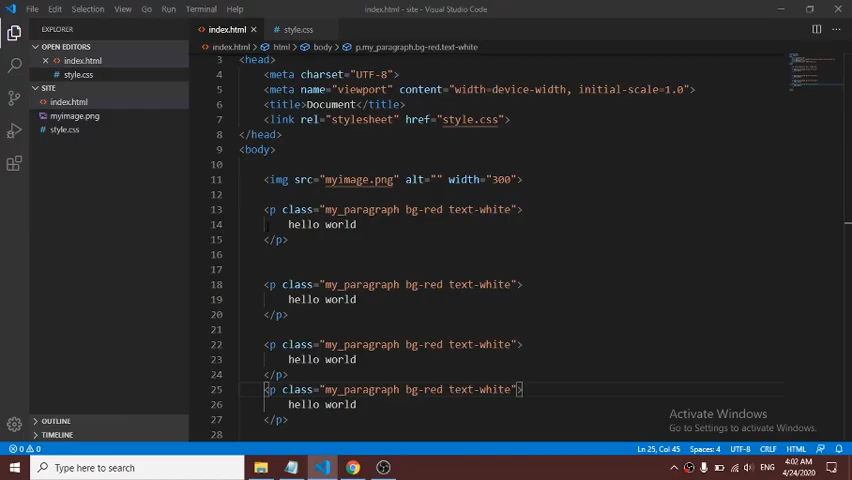 File Edit Selection View Go Run Terminal Help
index.html - site - Visual Studio Code
EXPLORER
index.html
style.css
OPEN EDITORS
index.html > html > body > p.my_paragraph.bg-red.text-white
index.html
style.css
SITE
index.html
myimage.png
style.css
3 <head>
4 <meta charset="UTF-8">
5 <meta name="viewport" content="width=device-width, initial-scale=1.0">
6 <title>Document</title>
7 <link rel="stylesheet" href="style.css">
8 </head>
9 <body>
10
11 <img src="myimage.png" alt="" width="300">
12
13 <p class="my_paragraph bg-red text-white">
14 hello world
15 </p>
16
17
18 <p class="my_paragraph bg-red text-white">
19 hello world
20 </p>
21
22 <p class="my_paragraph bg-red text-white">
23 hello world
24 </p>
25 <p class="my_paragraph bg-red text-white">
26 hello world
27 </p>
28
OUTLINE
TIMELINE
Activate Windows
Go to Settings to activate Windows.
0 0
Ln 25, Col 45 Spaces: 4 UTF-8 CRLF HTML
Type here to search
ENG
4:02 AM
4/24/2020